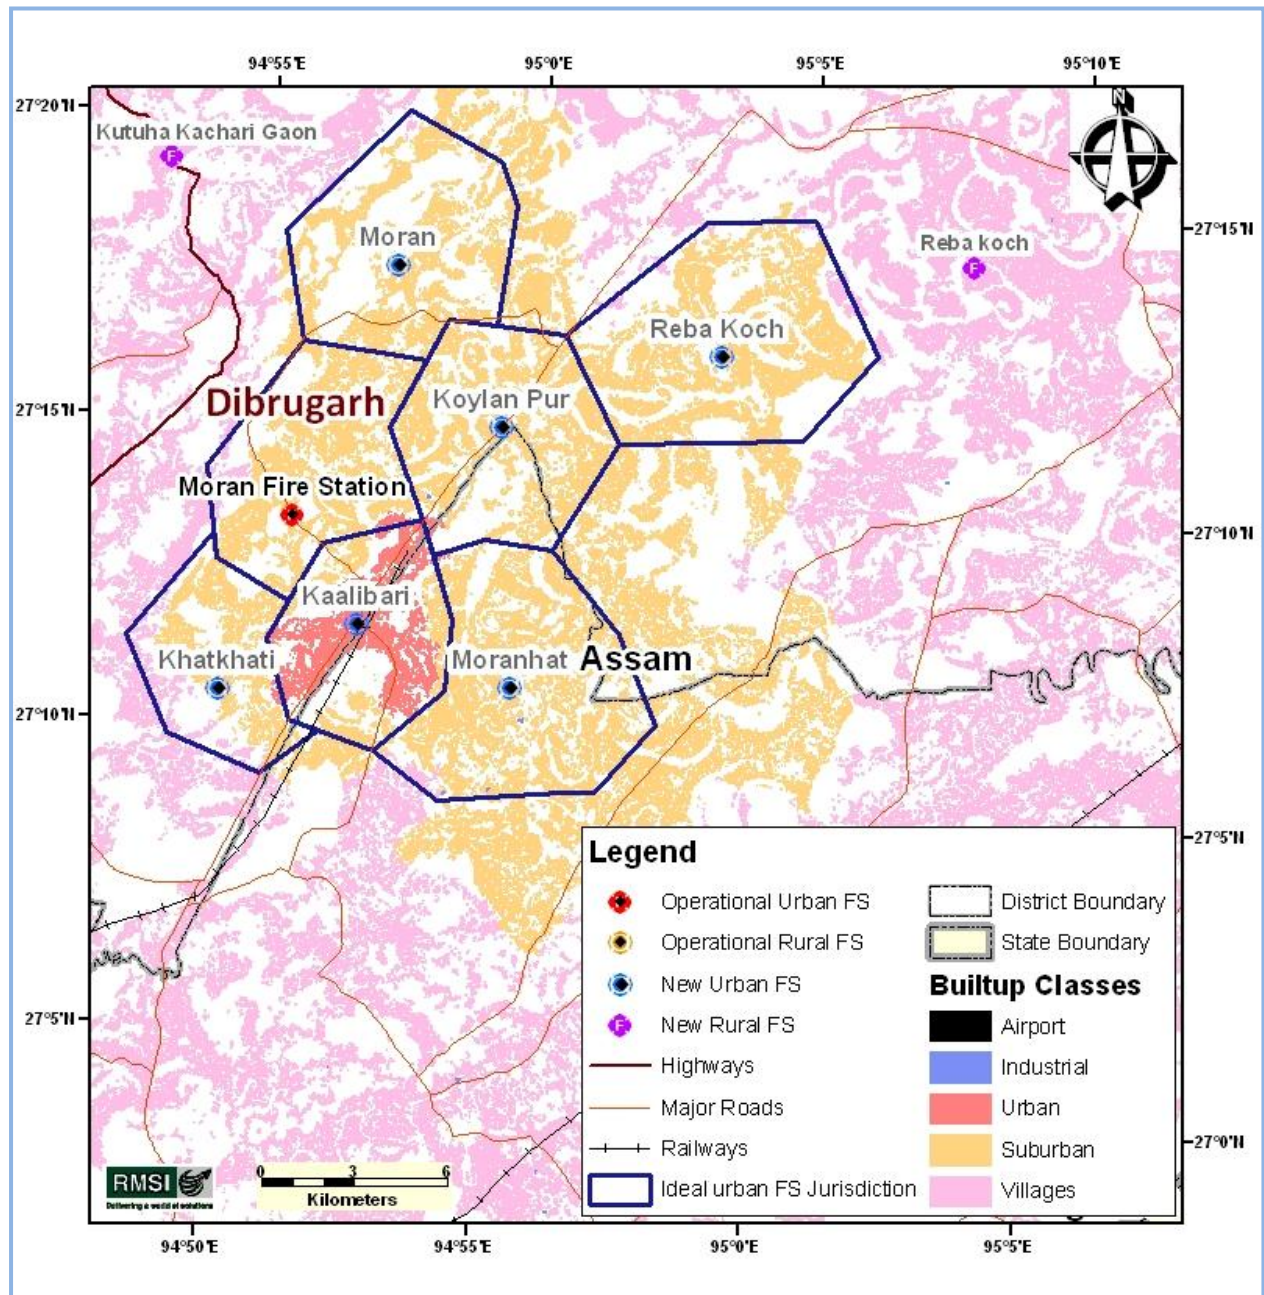 94°55'E 95°0'E 95°5'E 95°10'E
27°20'N
N
Kutuha Kachari Gaon
F
Moran
27°15'N
Reba koch
F
Reba Koch
Koylan Pur
27°15'N
Dibrugarh
Moran Fire Station
27°10'N
Kaalibari
Khatkhati
Moranhat
Assam
27°10'N
27°5'N
Legend
Operational Urban FS
Operational Rural FS
New Urban FS
F
New Rural FS
Highways
Major Roads
Railways
Ideal urban FS Jurisdiction
District Boundary
State Boundary
Builtup Classes
Airport
Industrial
Urban
Suburban
Villages
27°5'N
27°0'N
RMSI
Delivering a world of solutions
0 3 6
Kilometers
94°50'E 94°55'E 95°0'E 95°5'E